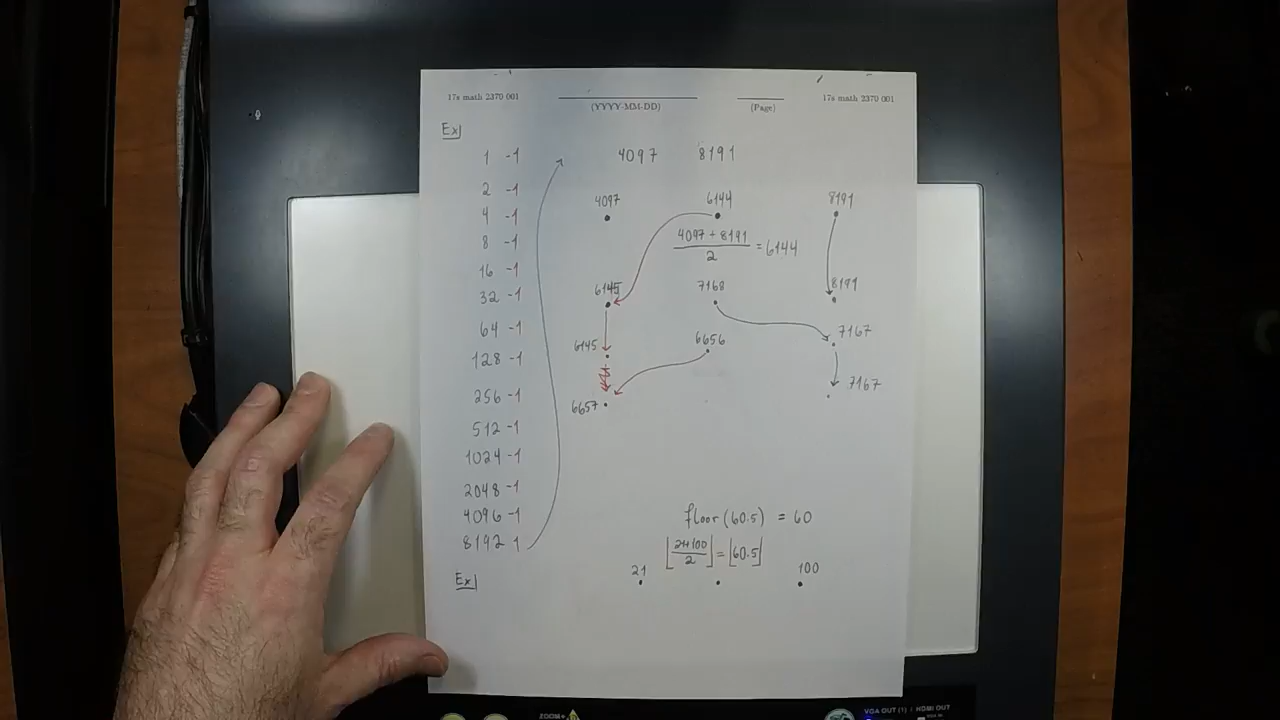 17s math 2370 001 (YYYY-MM-DD) (Page) 17s math 2370 001
Ex
1 -1
2 -1
4 -1
8 -1
16 -1
32 -1
64 -1
128 -1
256 -1
512 -1
1024 -1
2048 -1
4096 -1
8192 1
4097 8191
4097 6144 8191
4097 + 8191
2
= 6144
6145 7168 8191
6145 6656 7167
6657 7167
floor(60.5) = 60
⌊21+100 / 2⌋ = ⌊60.5⌋
21 100
Ex
ZOOM
VGA OUT (1) | HDMI OUT